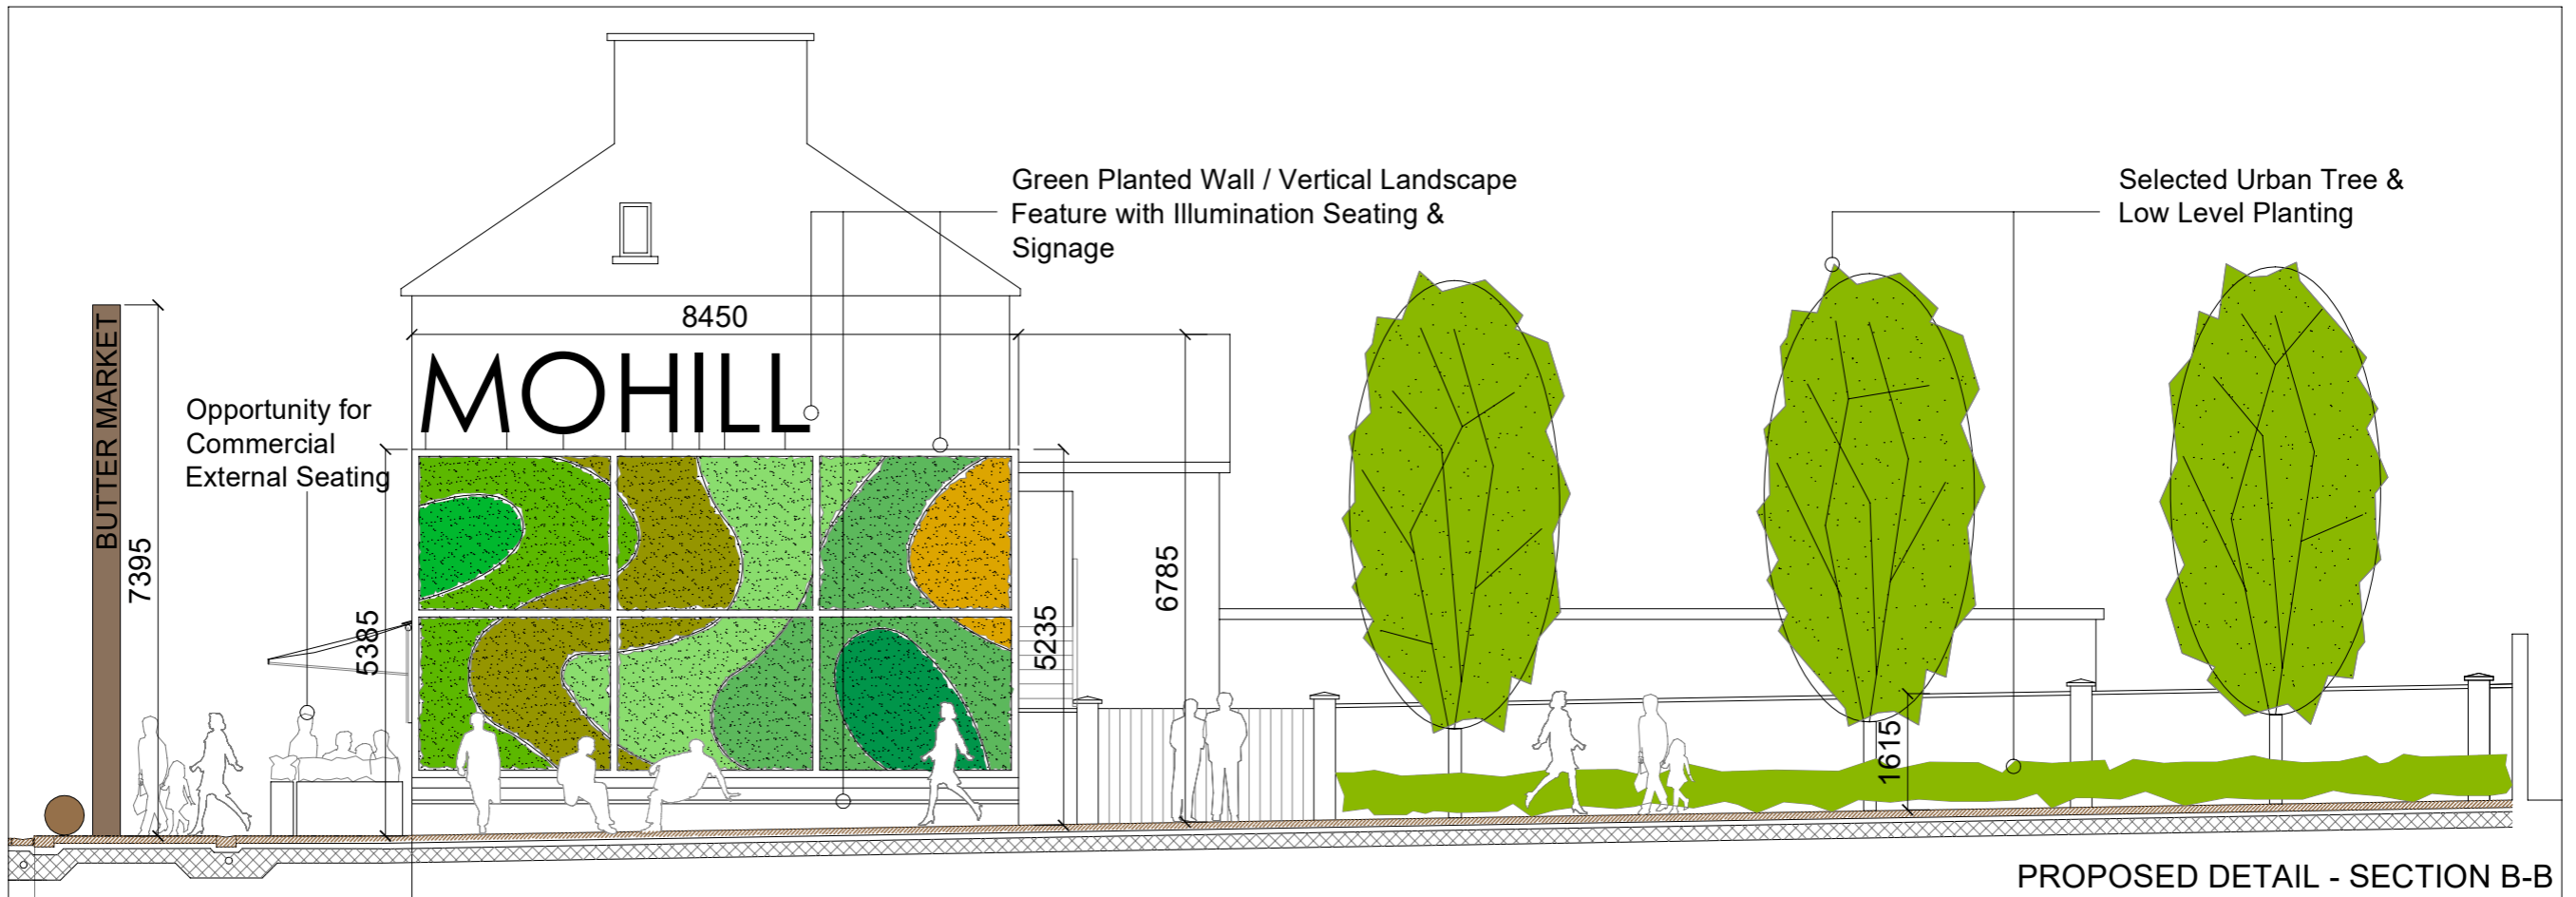 Green Planted Wall / Vertical Landscape
Feature with Illumination Seating &
Signage
Selected Urban Tree &
Low Level Planting
8450
MOHILL
BUTTER MARKET
7395
Opportunity for
Commercial
External Seating
5385
5235
6785
1615
PROPOSED DETAIL - SECTION B-B